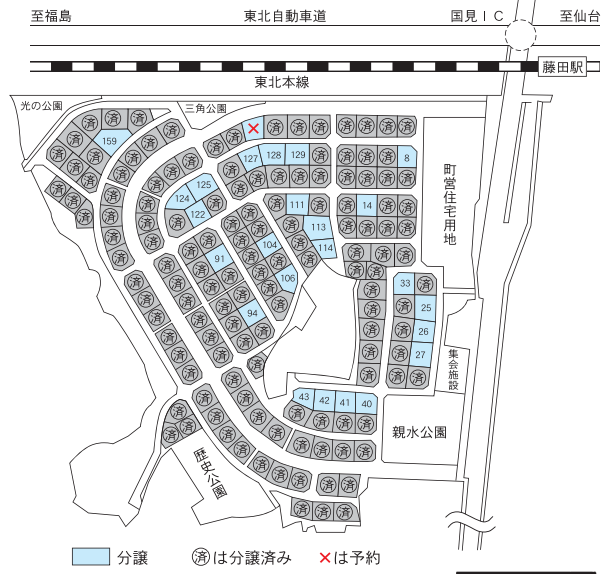 至福島 東北自動車道 国見ＩＣ 至仙台
藤田駅
東北本線
光の公園
三角公園
159
127 128 129
8
町営住宅用地
125
124
122
111
14
113
114
91
104
106
94
33
25
26
27
集会施設
43 42 41 40
親水公園
歴史公園
分譲 済は分譲済み ×は予約